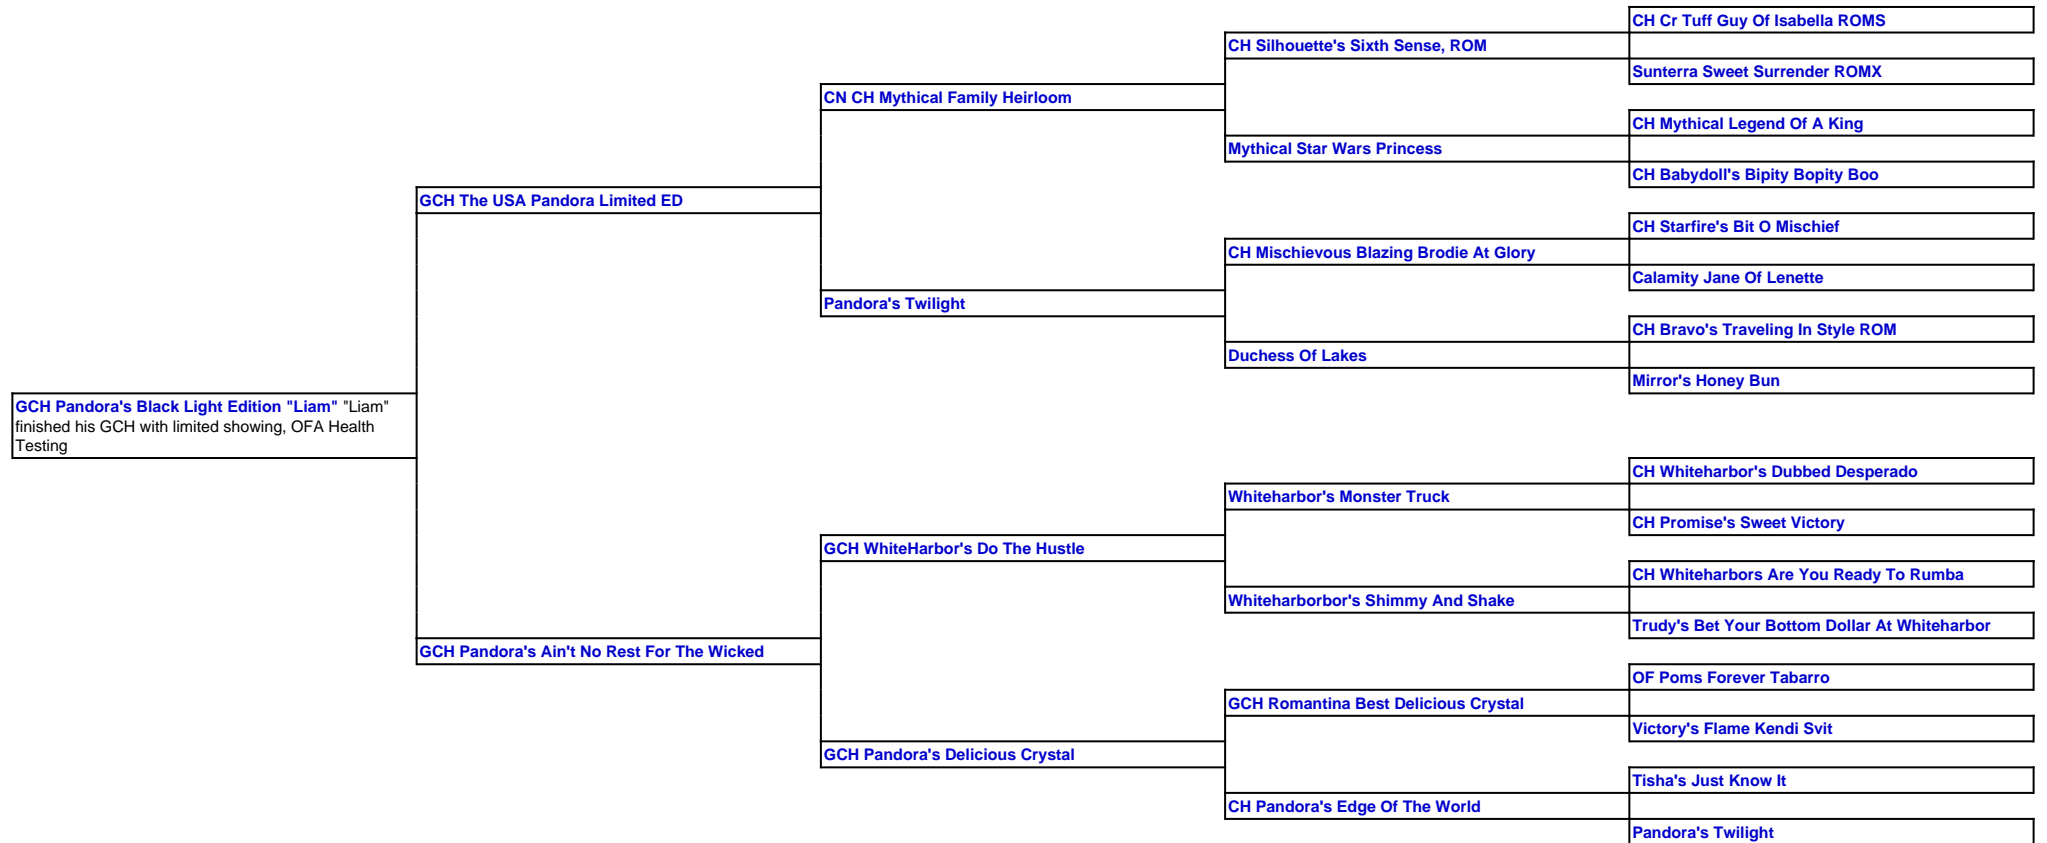 CH Cr Tuff Guy Of Isabella ROMS
CH Silhouette's Sixth Sense, ROM
Sunterra Sweet Surrender ROMX
CN CH Mythical Family Heirloom
CH Mythical Legend Of A King
Mythical Star Wars Princess
CH Babydoll's Bipity Bopity Boo
GCH The USA Pandora Limited ED
CH Starfire's Bit O Mischief
CH Mischievous Blazing Brodie At Glory
Calamity Jane Of Lenette
Pandora's Twilight
CH Bravo's Traveling In Style ROM
Duchess Of Lakes
Mirror's Honey Bun
GCH Pandora's Black Light Edition "Liam" "Liam"
finished his GCH with limited showing, OFA Health
Testing
CH Whiteharbor's Dubbed Desperado
Whiteharbor's Monster Truck
CH Promise's Sweet Victory
GCH WhiteHarbor's Do The Hustle
CH Whiteharbors Are You Ready To Rumba
Whiteharborbor's Shimmy And Shake
Trudy's Bet Your Bottom Dollar At Whiteharbor
GCH Pandora's Ain't No Rest For The Wicked
OF Poms Forever Tabarro
GCH Romantina Best Delicious Crystal
Victory's Flame Kendi Svit
GCH Pandora's Delicious Crystal
Tisha's Just Know It
CH Pandora's Edge Of The World
Pandora's Twilight